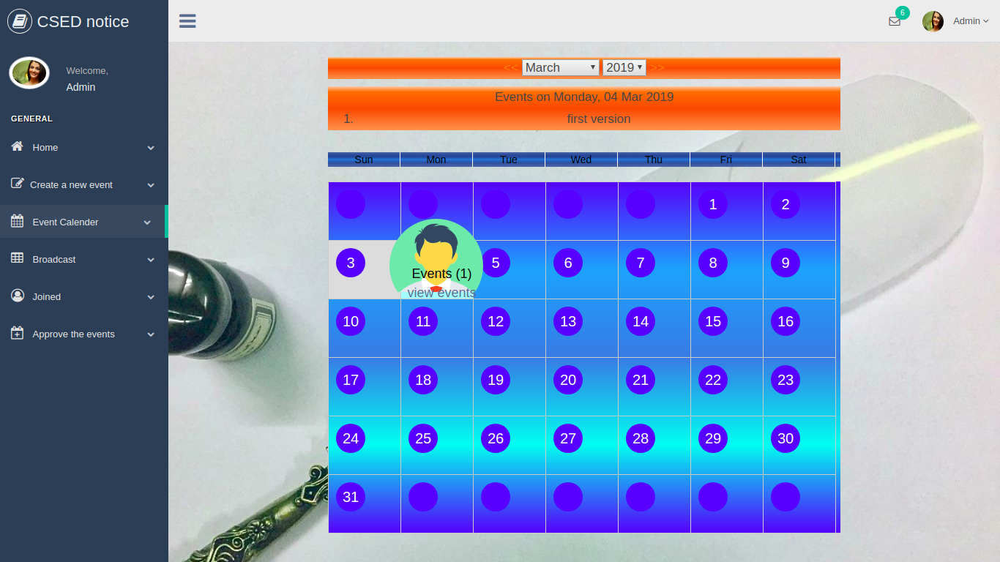 CSED notice
6
Admin
Welcome,
Admin
GENERAL
Home
Create a new event
Event Calender
Broadcast
Joined
Approve the events
<< March 2019 >>
Events on Monday, 04 Mar 2019
1. first version
Sun Mon Tue Wed Thu Fri Sat
1 2
3 5 6 7 8 9
Events (1)
view events
10 11 12 13 14 15 16
17 18 19 20 21 22 23
24 25 26 27 28 29 30
31